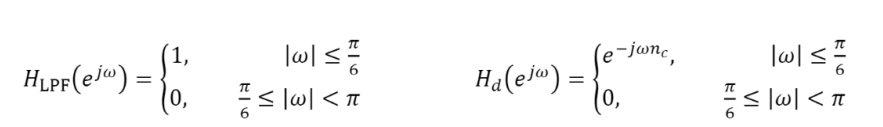 H_LPF(e^{jω}) = { 1, |ω| ≤ π/6
0, π/6 ≤ |ω| < π
H_d(e^{jω}) = { e^{-jωn_c}, |ω| ≤ π/6
0, π/6 ≤ |ω| < π